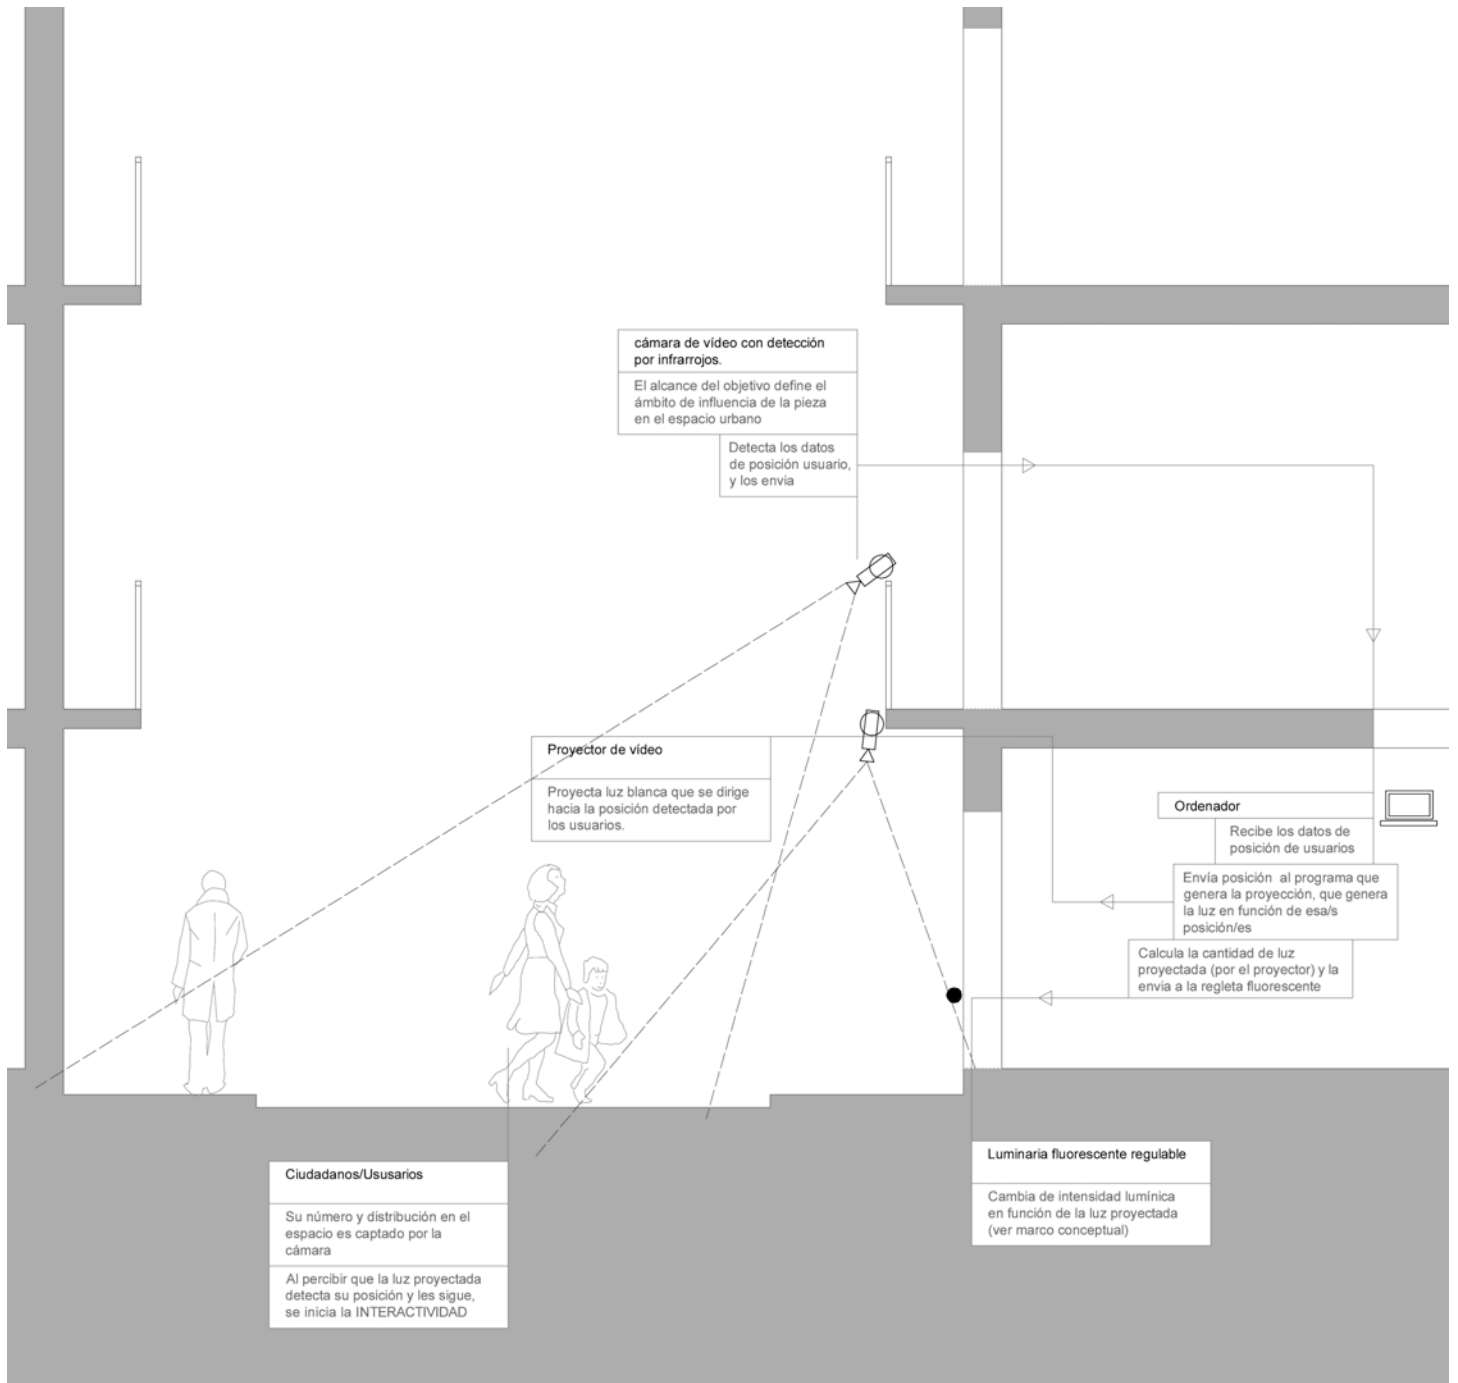 cámara de vídeo con detección
por infrarrojos.
El alcance del objetivo define el
ámbito de influencia de la pieza
en el espacio urbano
Detecta los datos
de posición usuario,
y los envia
Proyector de vídeo
Proyecta luz blanca que se dirige
hacia la posición detectada por
los usuarios.
Ordenador
Recibe los datos de
posición de usuarios
Envía posición al programa que
genera la proyección, que genera
la luz en función de esa/s
posición/es
Calcula la cantidad de luz
proyectada (por el proyector) y la
envia a la regleta fluorescente
Luminaria fluorescente regulable
Cambia de intensidad lumínica
en función de la luz proyectada
(ver marco conceptual)
Ciudadanos/Ususarios
Su número y distribución en el
espacio es captado por la
cámara
Al percibir que la luz proyectada
detecta su posición y les sigue,
se inicia la INTERACTIVIDAD